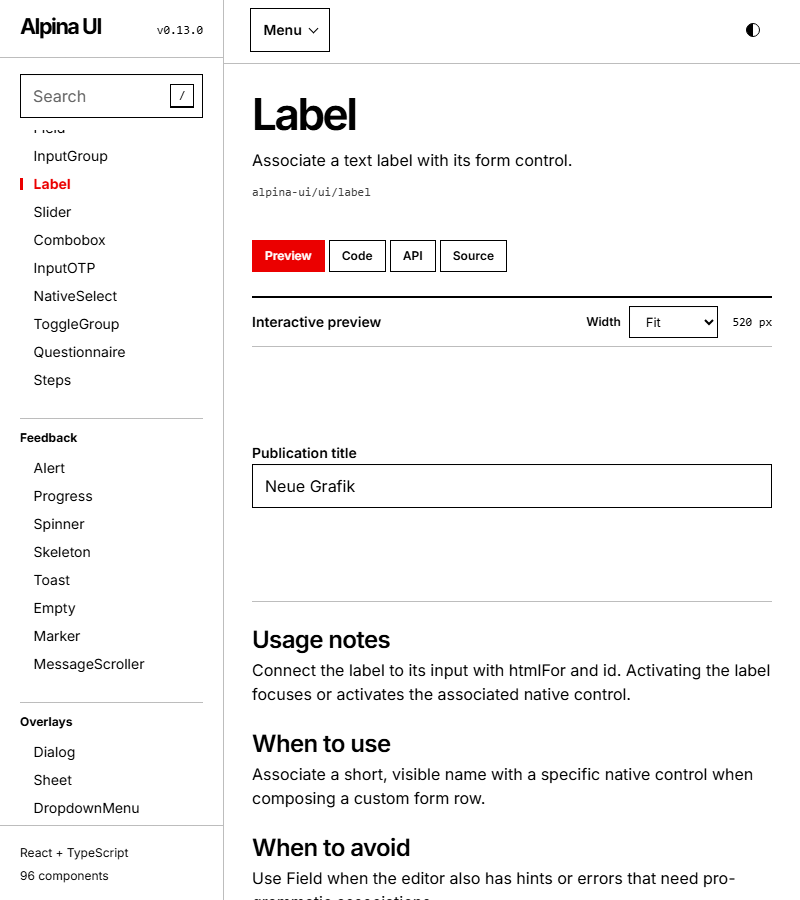 Alpina UI
v0.13.0
Search
/
Field
InputGroup
Label
Slider
Combobox
InputOTP
NativeSelect
ToggleGroup
Questionnaire
Steps
Feedback
Alert
Progress
Spinner
Skeleton
Toast
Empty
Marker
MessageScroller
Overlays
Dialog
Sheet
DropdownMenu
React + TypeScript
96 components
Menu
Label
Associate a text label with its form control.
alpina-ui/ui/label
Preview Code API Source
Interactive preview
Width Fit 520 px
Publication title
Neue Grafik
Usage notes
Connect the label to its input with htmlFor and id. Activating the label
focuses or activates the associated native control.
When to use
Associate a short, visible name with a specific native control when
composing a custom form row.
When to avoid
Use Field when the editor also has hints or errors that need pro-
grammatic associations.